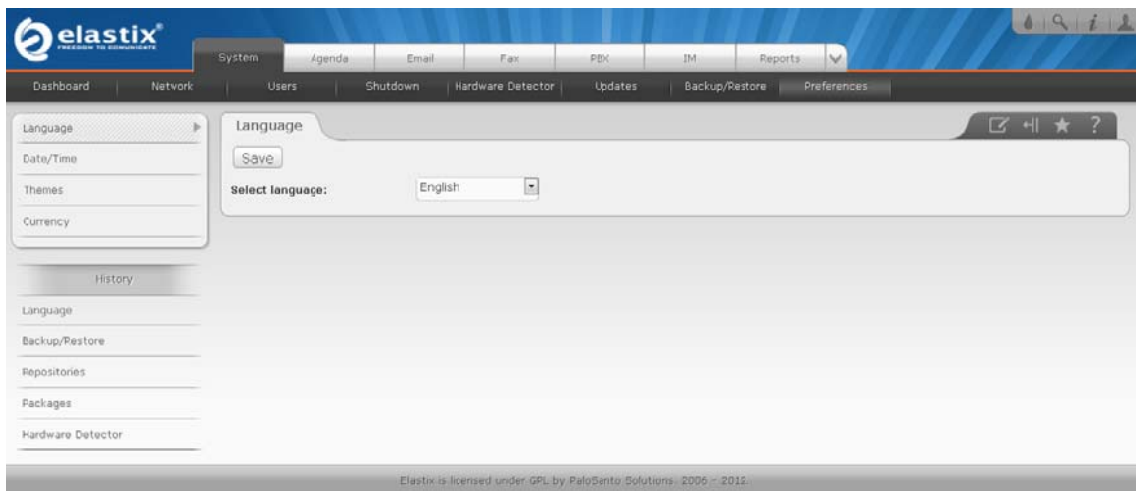 elastix®
FREEDOM TO COMMUNICATE
System Agenda Email Fax PBX IM Reports
Dashboard Network Users Shutdown Hardware Detector Updates Backup/Restore Preferences
Language
Date/Time
Themes
Currency
History
Language
Backup/Restore
Repositories
Packages
Hardware Detector
Language
Save
Select language: English
Elastix is licensed under GPL by PaloSanto Solutions. 2006 - 2012.